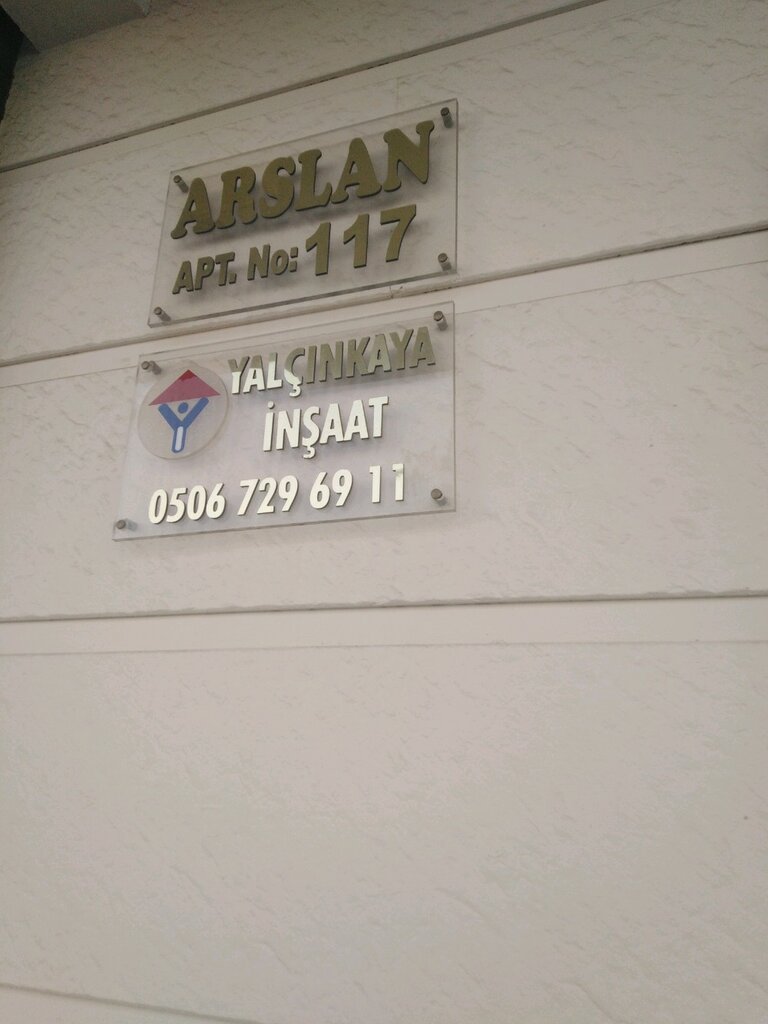 ARSLAN
APT. No: 117
YALÇINKAYA
İNŞAAT
0506 729 69 11